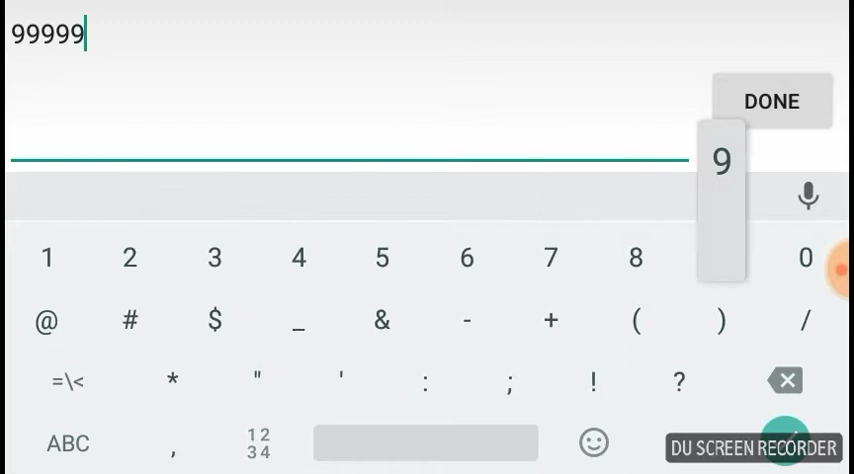 99999
DONE
9
1 2 3 4 5 6 7 8 0
@ # $ _ & - + ( ) /
=\< * " ' : ; ! ?
ABC , 12 34
DU SCREEN RECORDER